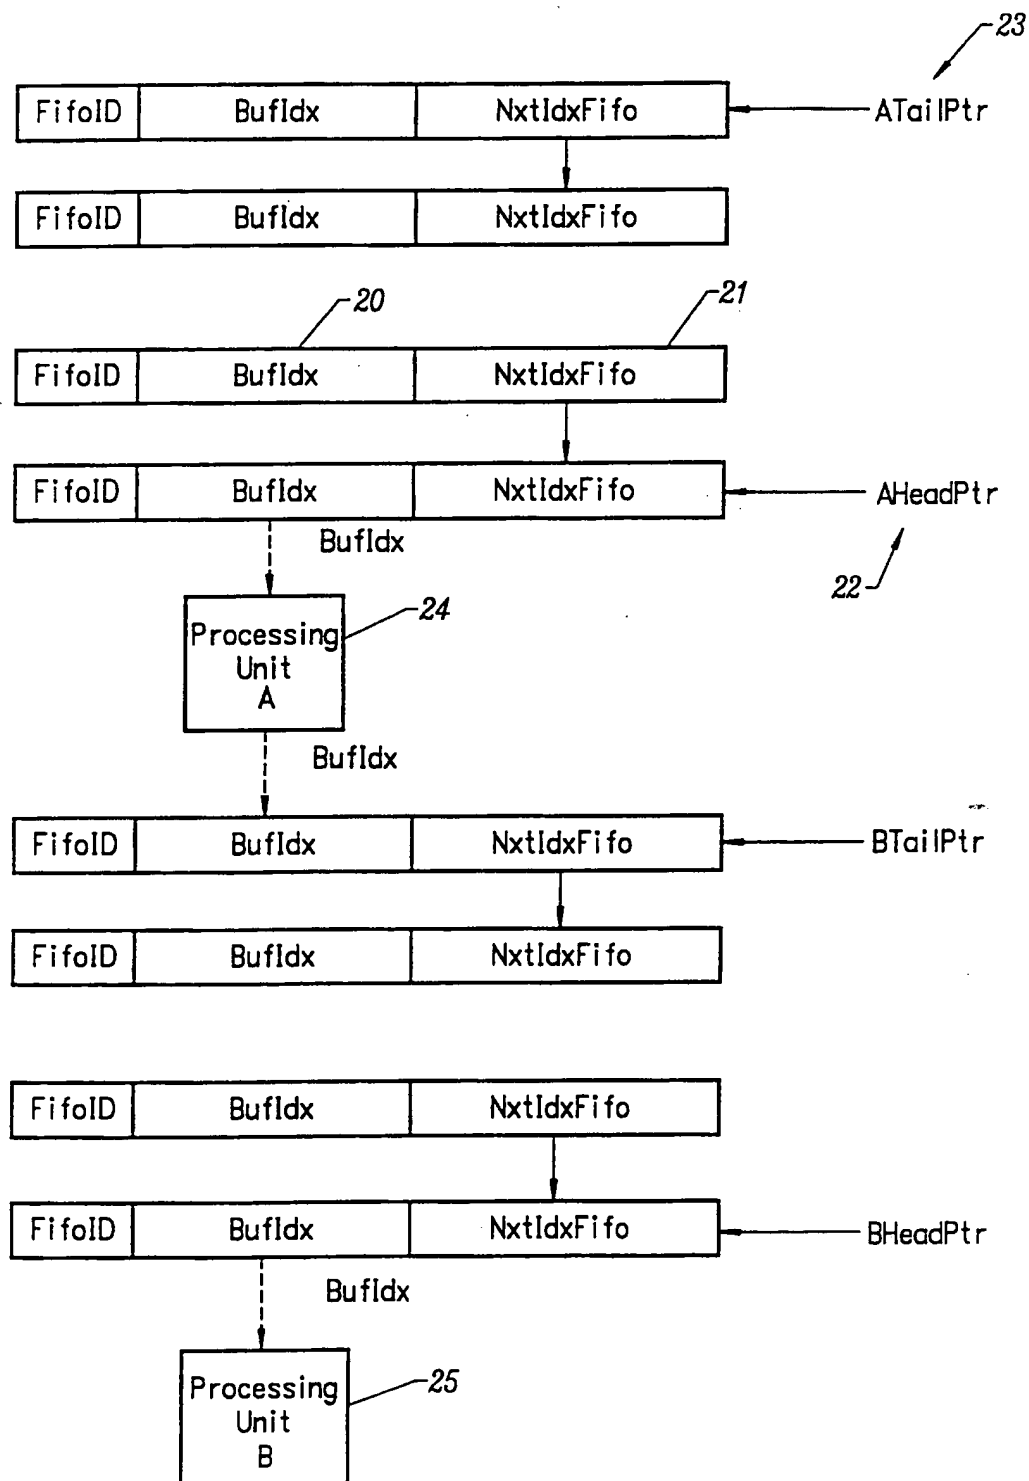 23
FifoID BufIdx NxtIdxFifo ATailPtr
FifoID BufIdx NxtIdxFifo
20 21
FifoID BufIdx NxtIdxFifo
FifoID BufIdx NxtIdxFifo AHeadPtr
BufIdx
22
24
Processing
Unit
A
BufIdx
FifoID BufIdx NxtIdxFifo BTailPtr
FifoID BufIdx NxtIdxFifo
FifoID BufIdx NxtIdxFifo
FifoID BufIdx NxtIdxFifo BHeadPtr
BufIdx
25
Processing
Unit
B